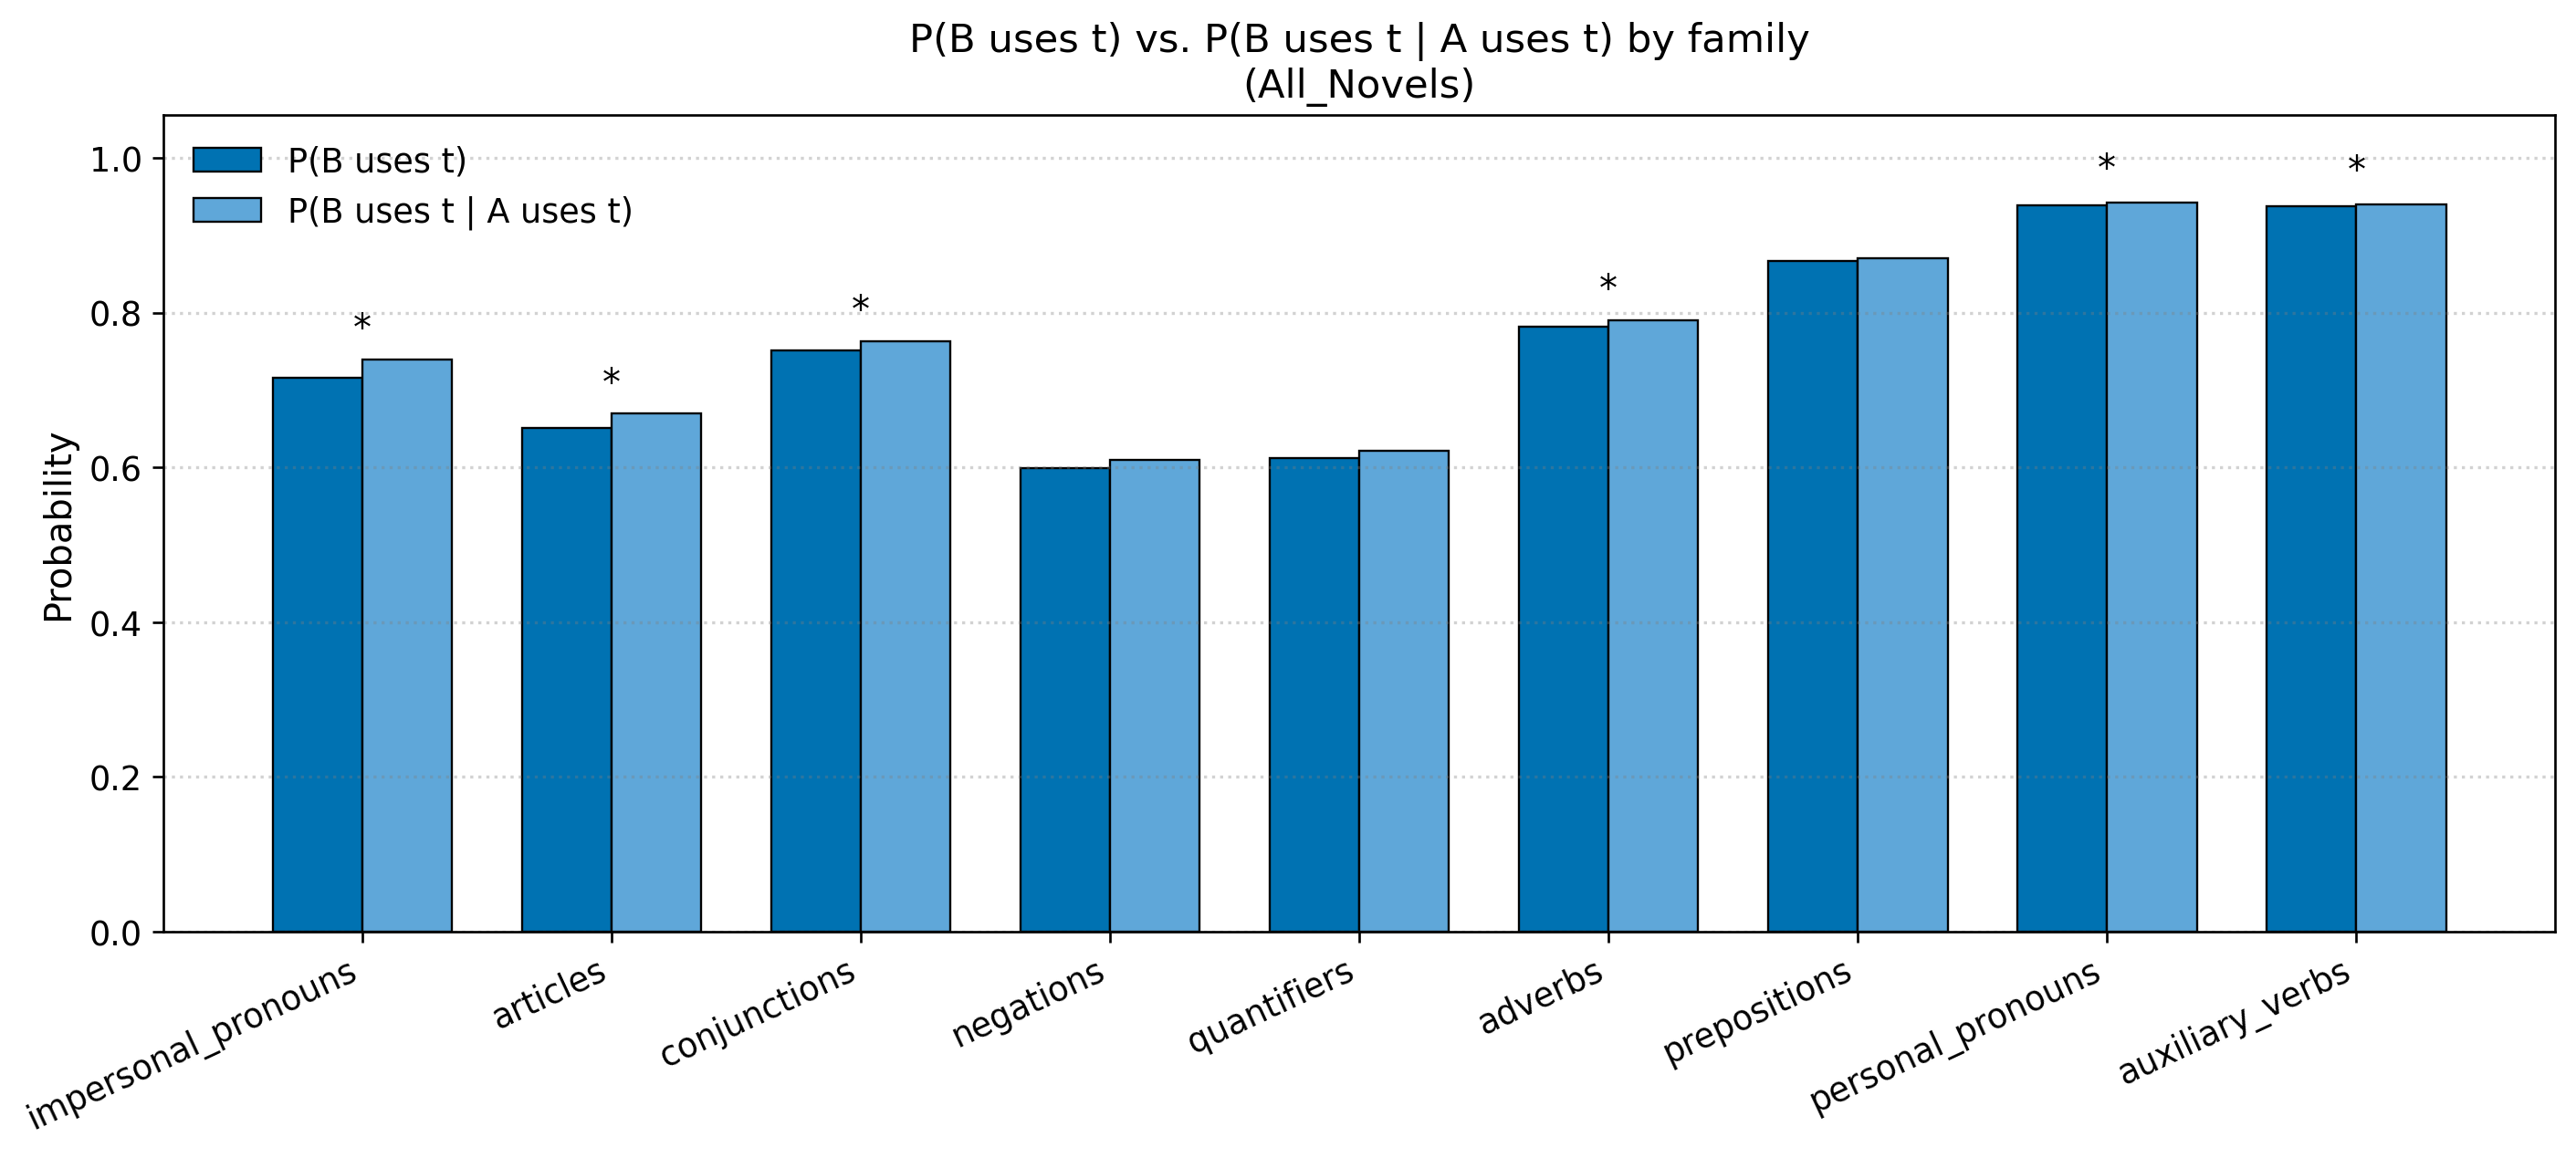 P(B uses t) vs. P(B uses t | A uses t) by family
(All_Novels)
P(B uses t)
P(B uses t | A uses t)
Probability
1.0
0.8
0.6
0.4
0.2
0.0
*
*
*
*
*
*
impersonal_pronouns
articles
conjunctions
negations
quantifiers
adverbs
prepositions
personal_pronouns
auxiliary_verbs